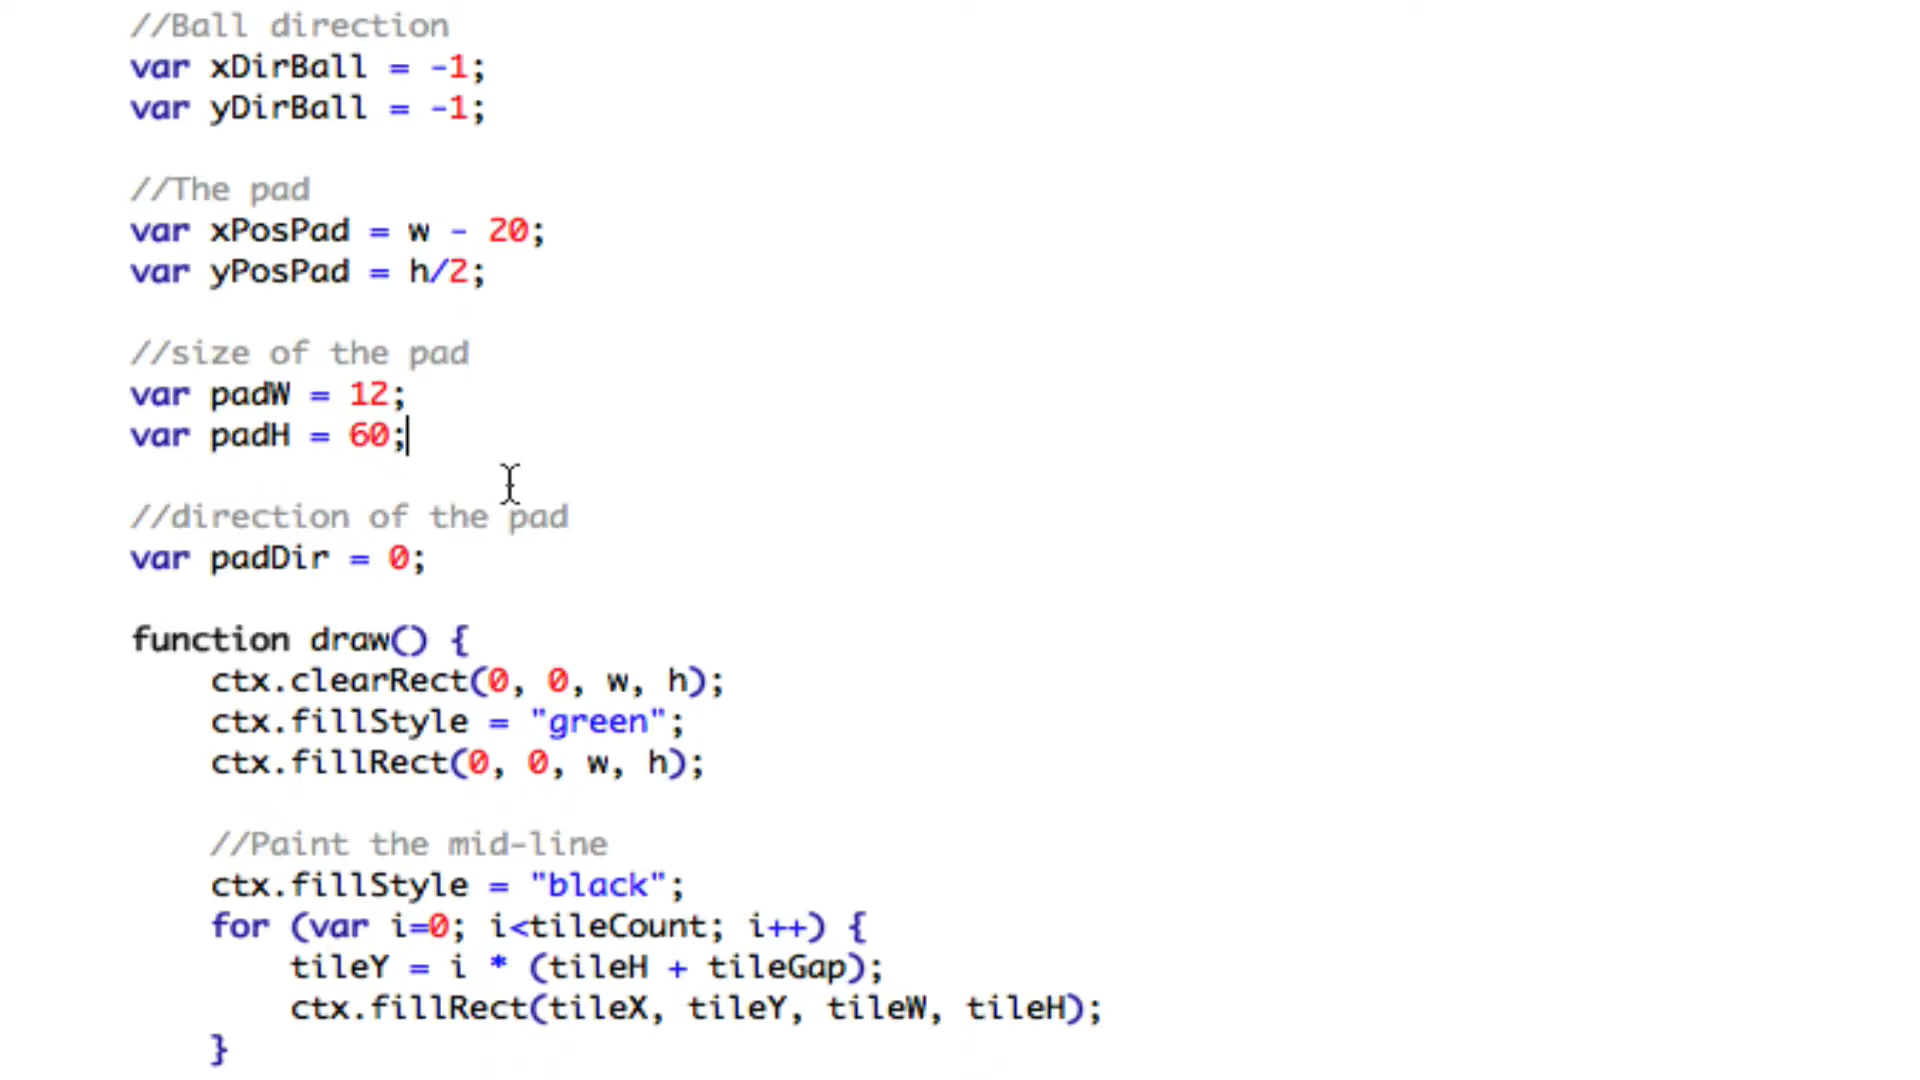 //Ball direction
var xDirBall = -1;
var yDirBall = -1;
//The pad
var xPosPad = w - 20;
var yPosPad = h/2;
//size of the pad
var padW = 12;
var padH = 60;
//direction of the pad
var padDir = 0;
function draw() {
ctx.clearRect(0, 0, w, h);
ctx.fillStyle = "green";
ctx.fillRect(0, 0, w, h);
//Paint the mid-line
ctx.fillStyle = "black";
for (var i=0; i<tileCount; i++) {
tileY = i * (tileH + tileGap);
ctx.fillRect(tileX, tileY, tileW, tileH);
}